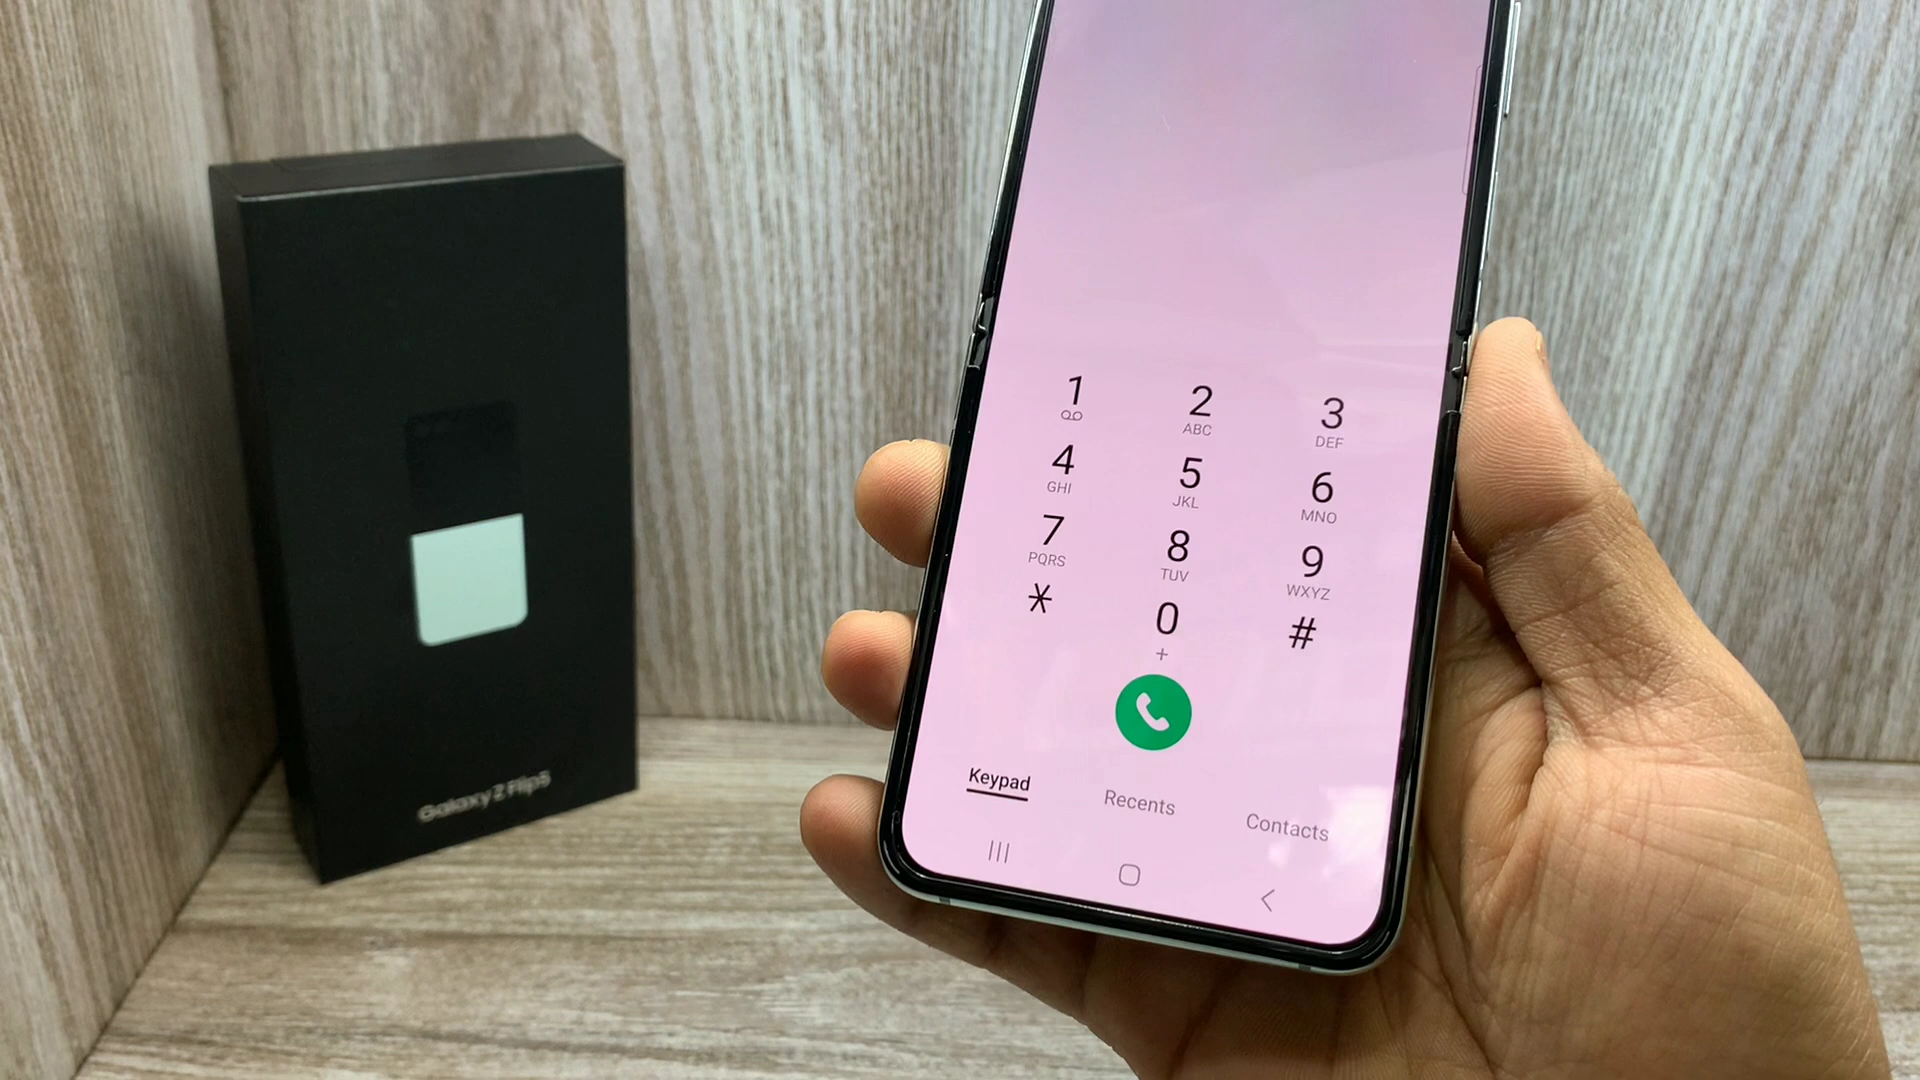 Galaxy Z Flip5
1 2 3
ABC DEF
4 5 6
GHI JKL MNO
7 8 9
PQRS TUV WXYZ
* 0 #
+
Keypad Recents Contacts